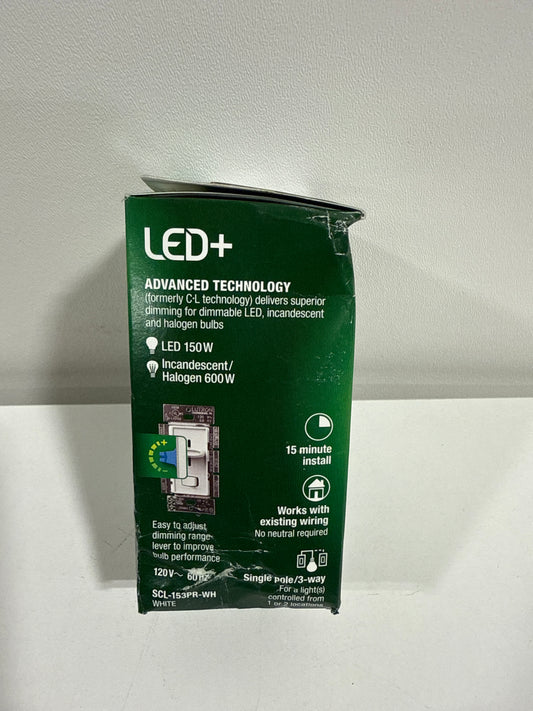 LED+
ADVANCED TECHNOLOGY
(formerly C·L technology) delivers superior
dimming for dimmable LED, incandescent
and halogen bulbs
LED 150W
Incandescent/
Halogen 600W
LUTRON
+
-
15 minute
install
Works with
existing wiring
No neutral required
Easy to adjust
dimming range
lever to improve
bulb performance
120V~ 60Hz
SCL-153PR-WH
WHITE
Single pole/3-way
For a light(s)
controlled from
1 or 2 locations